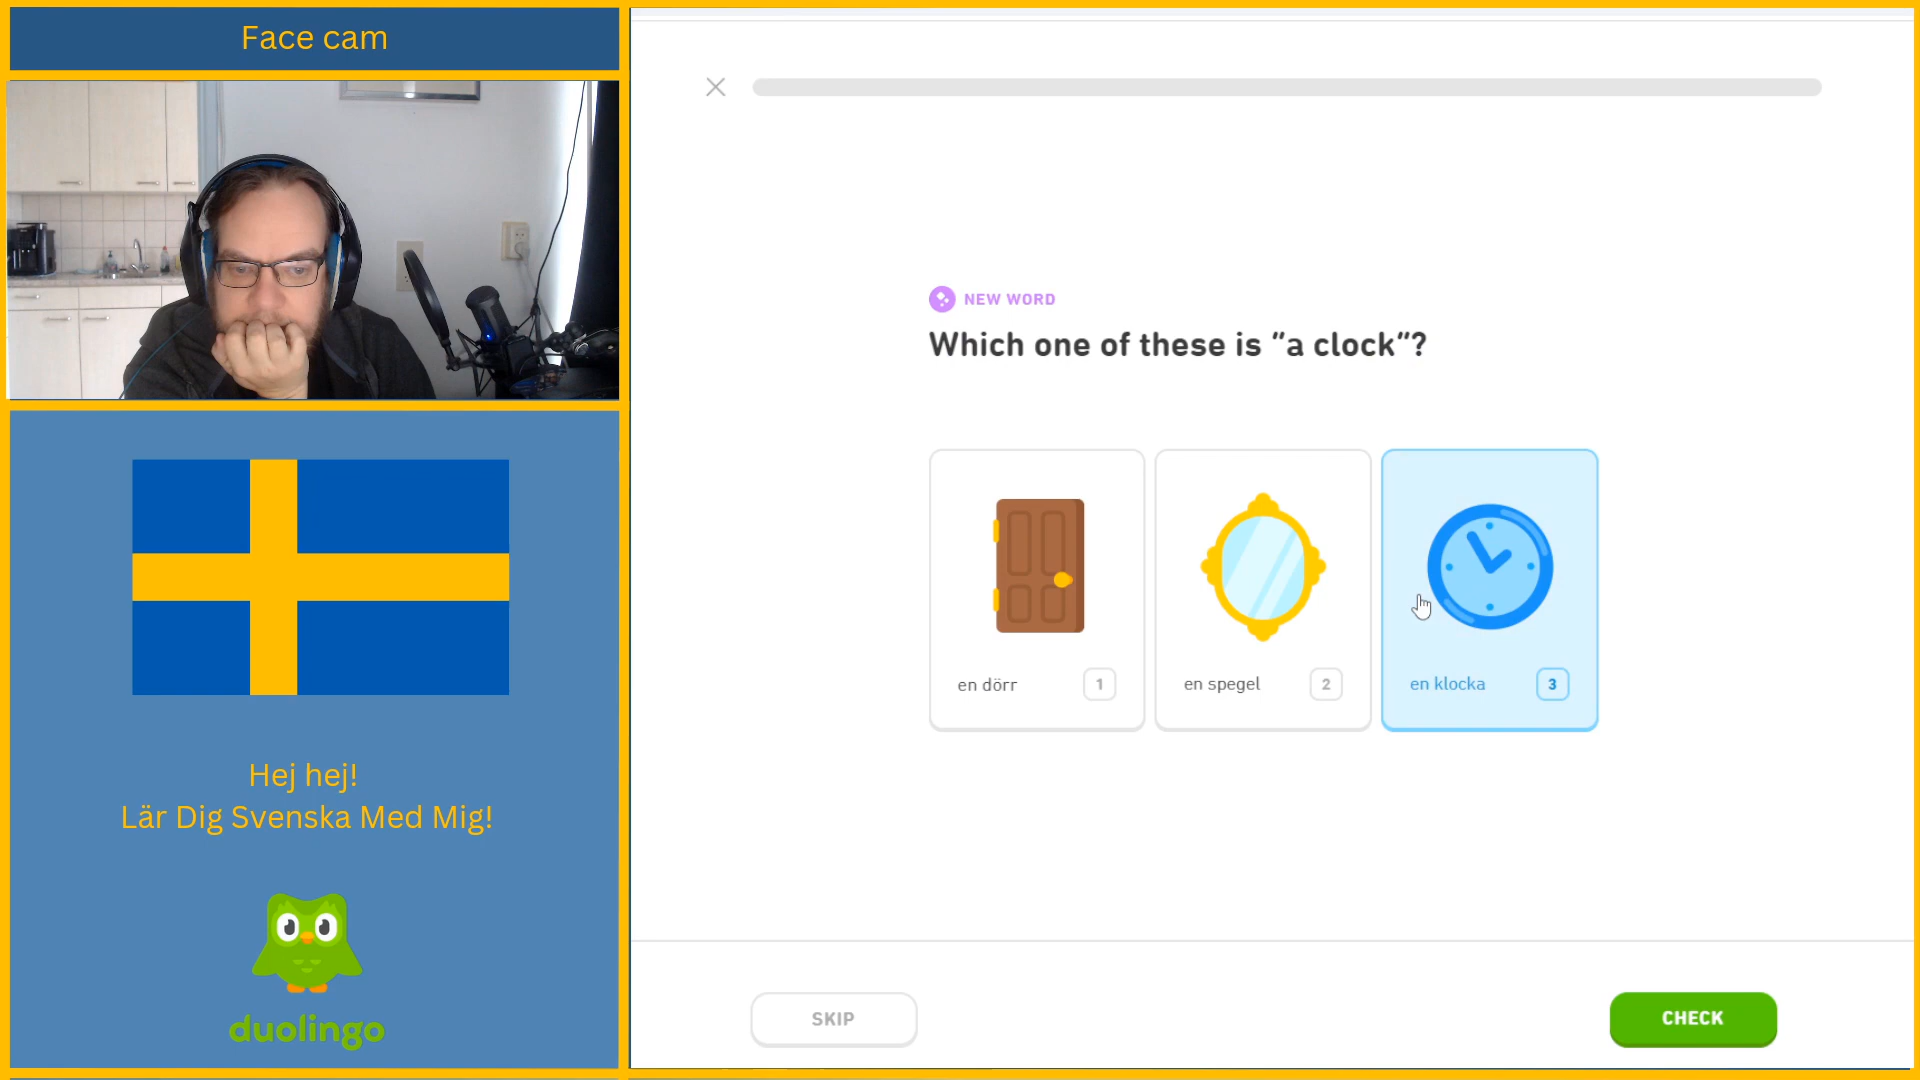 Face cam
NEW WORD
Which one of these is “a clock”?
en dörr
1
en spegel
2
en klocka
3
Hej hej!
Lär Dig Svenska Med Mig!
duolingo
SKIP
CHECK